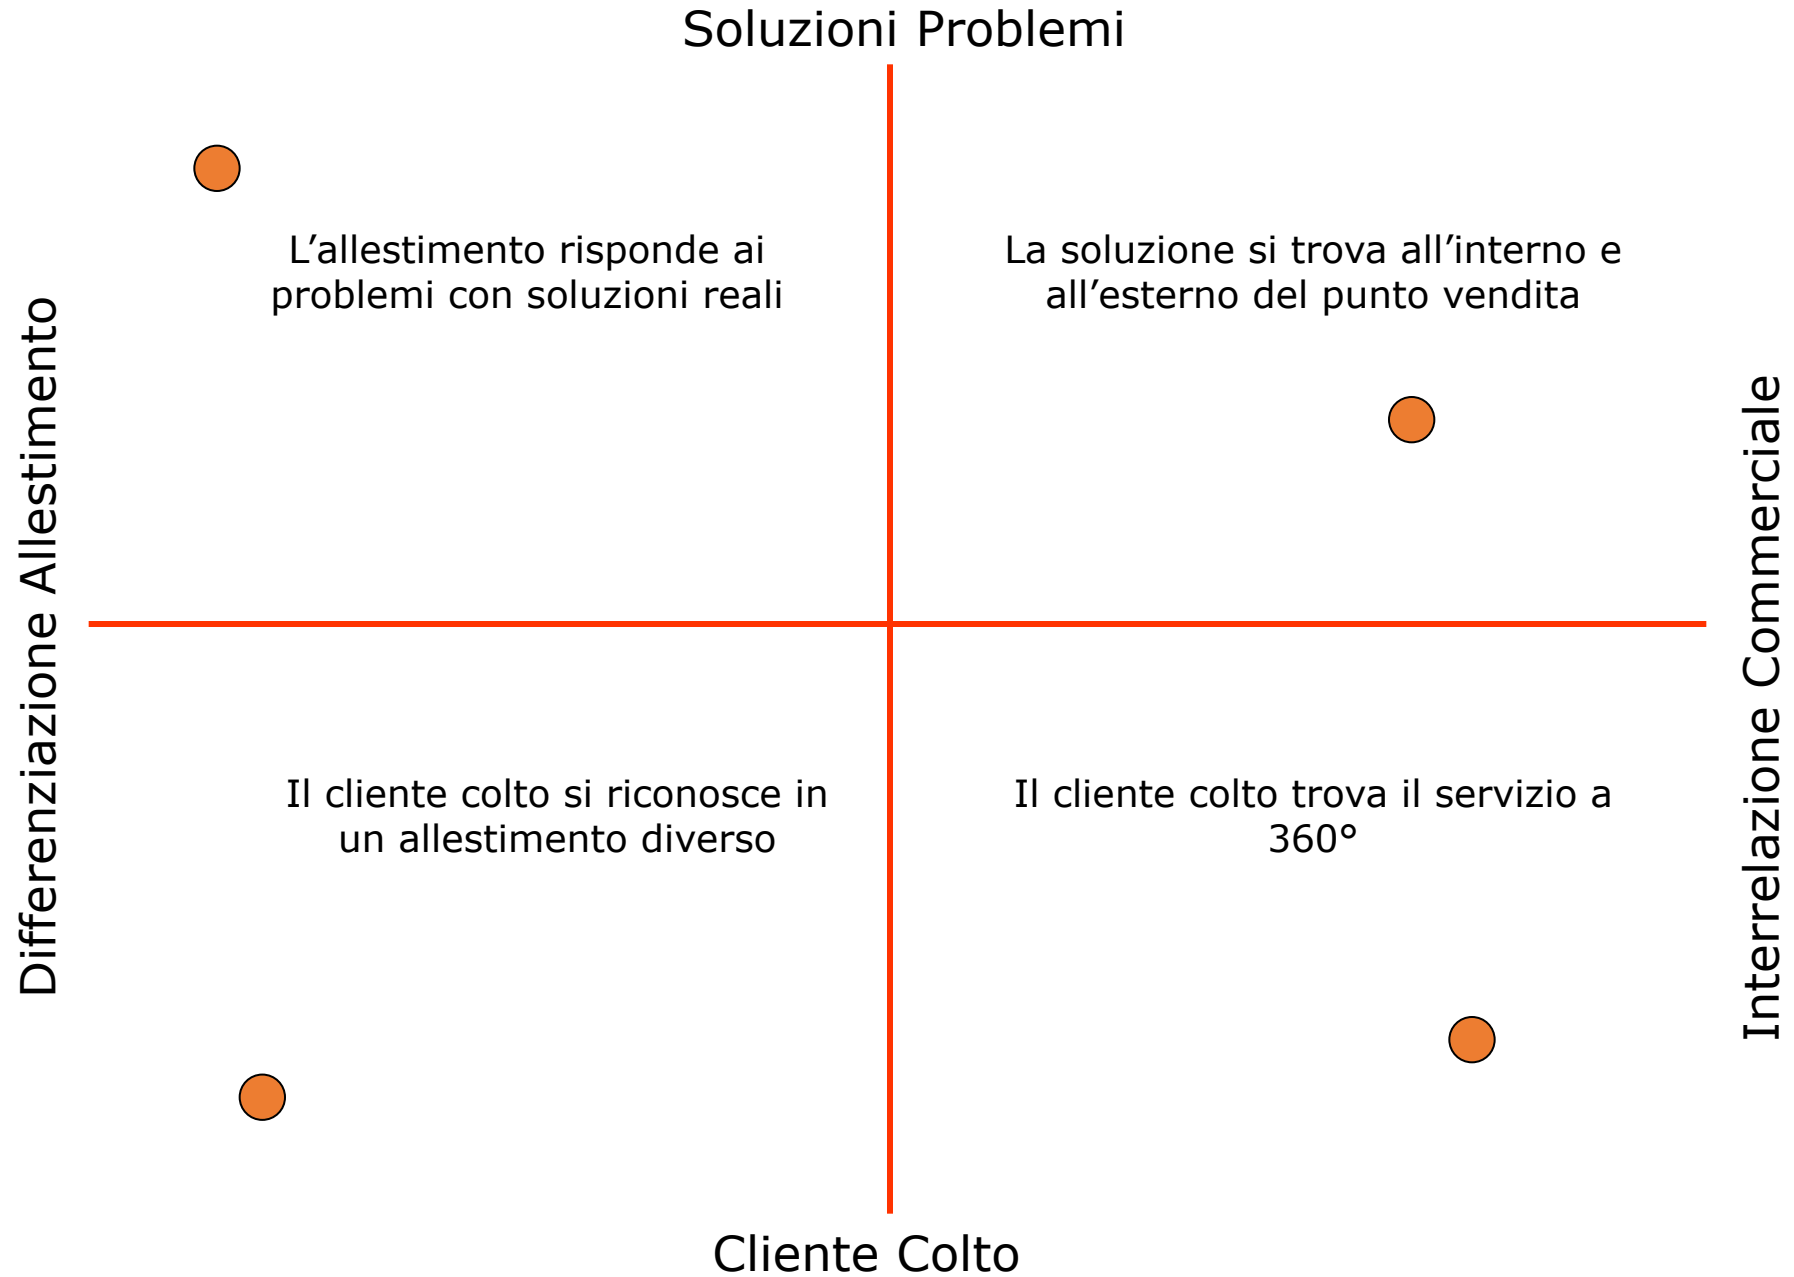 Soluzioni Problemi
L’allestimento risponde ai
problemi con soluzioni reali
La soluzione si trova all’interno e
all’esterno del punto vendita
Differenziazione Allestimento
Interrelazione Commerciale
Il cliente colto si riconosce in
un allestimento diverso
Il cliente colto trova il servizio a
360°
Cliente Colto